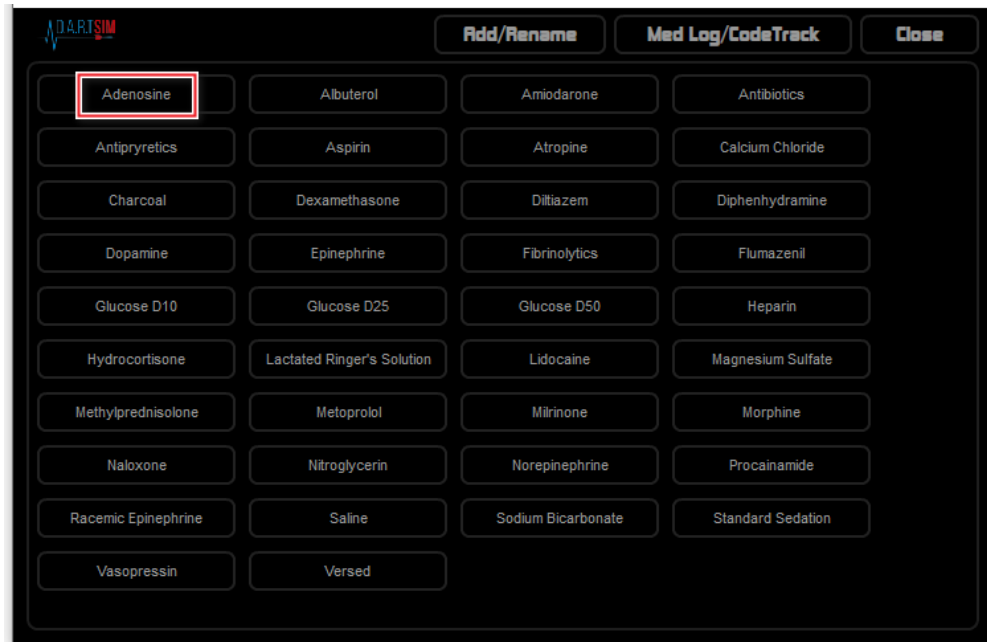 D.A.R.T SIM
Add/Rename Med Log/CodeTrack Close
Adenosine Albuterol Amiodarone Antibiotics
Antipryretics Aspirin Atropine Calcium Chloride
Charcoal Dexamethasone Diltiazem Diphenhydramine
Dopamine Epinephrine Fibrinolytics Flumazenil
Glucose D10 Glucose D25 Glucose D50 Heparin
Hydrocortisone Lactated Ringer's Solution Lidocaine Magnesium Sulfate
Methylprednisolone Metoprolol Milrinone Morphine
Naloxone Nitroglycerin Norepinephrine Procainamide
Racemic Epinephrine Saline Sodium Bicarbonate Standard Sedation
Vasopressin Versed